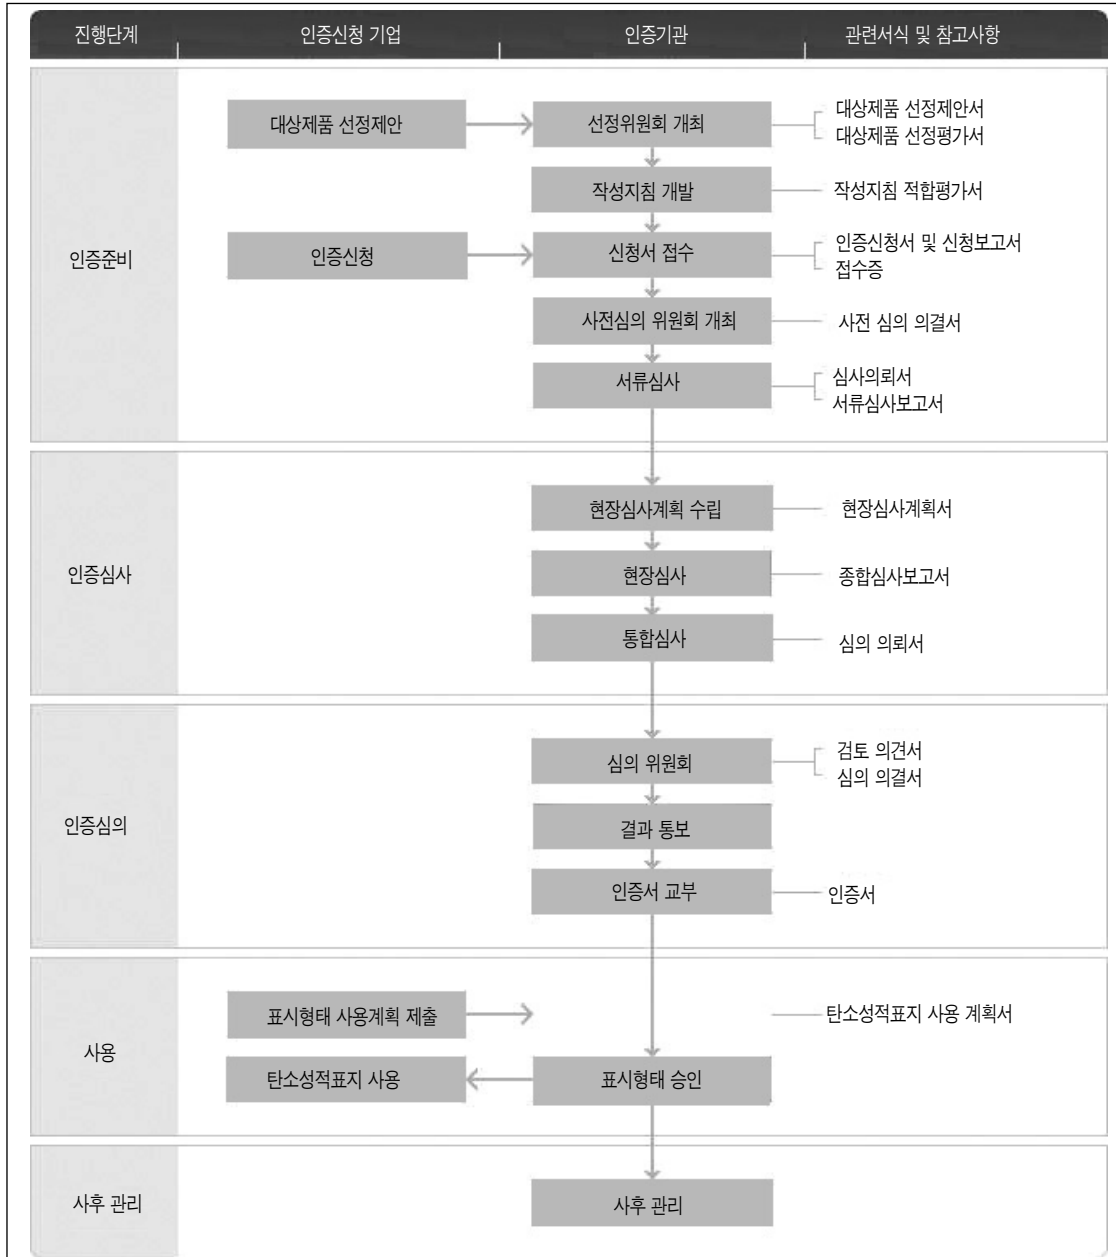 진행단계 인증신청 기업 인증기관 관련서식 및 참고사항
인증준비
대상제품 선정제안 선정위원회 개최 대상제품 선정제안서
대상제품 선정평가서
작성지침 개발 작성지침 적합평가서
인증신청 신청서 접수 인증신청서 및 신청보고서
접수증
사전심의 위원회 개최 사전 심의 의결서
서류심사 심사의뢰서
서류심사보고서
인증심사
현장심사계획 수립 현장심사계획서
현장심사 종합심사보고서
통합심사 심의 의뢰서
인증심의
심의 위원회 검토 의견서
심의 의결서
결과 통보
인증서 교부 인증서
사용
표시형태 사용계획 제출 탄소성적표지 사용 계획서
탄소성적표지 사용 표시형태 승인
사후 관리 사후 관리